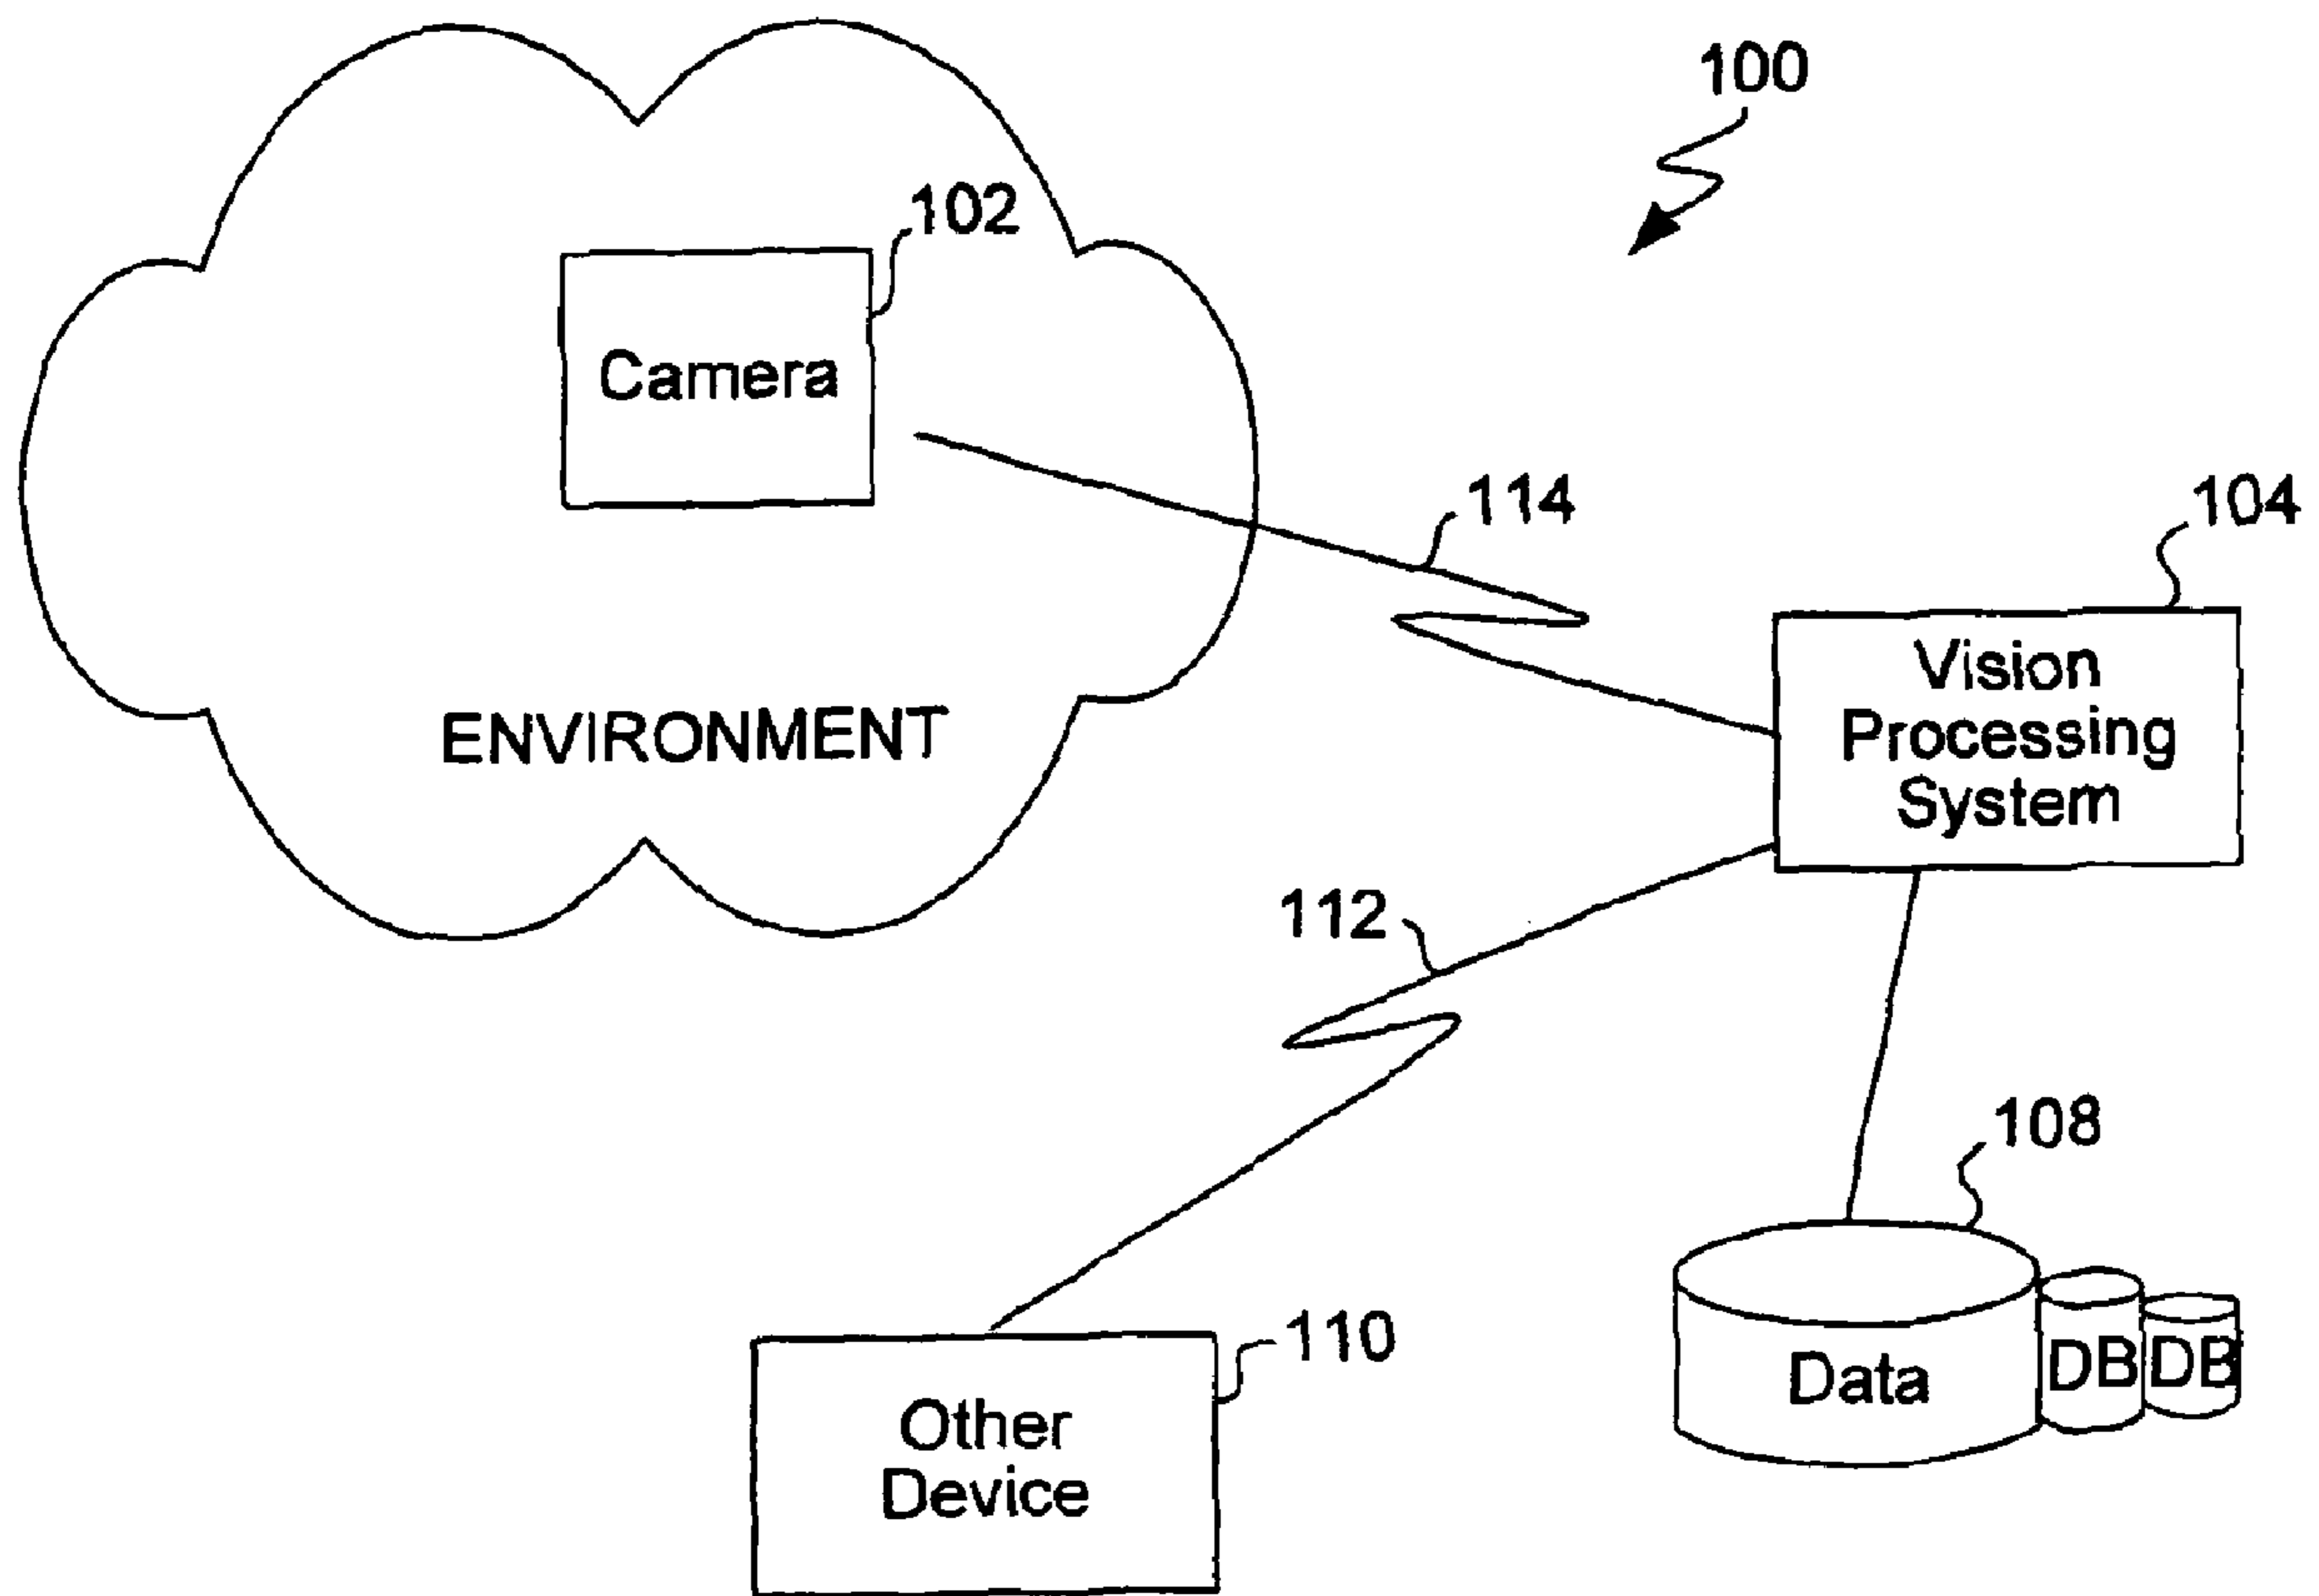 100
102
Camera
114
104
Vision
Processing
System
ENVIRONMENT
112
108
110
Data
DB
DB
Other
Device